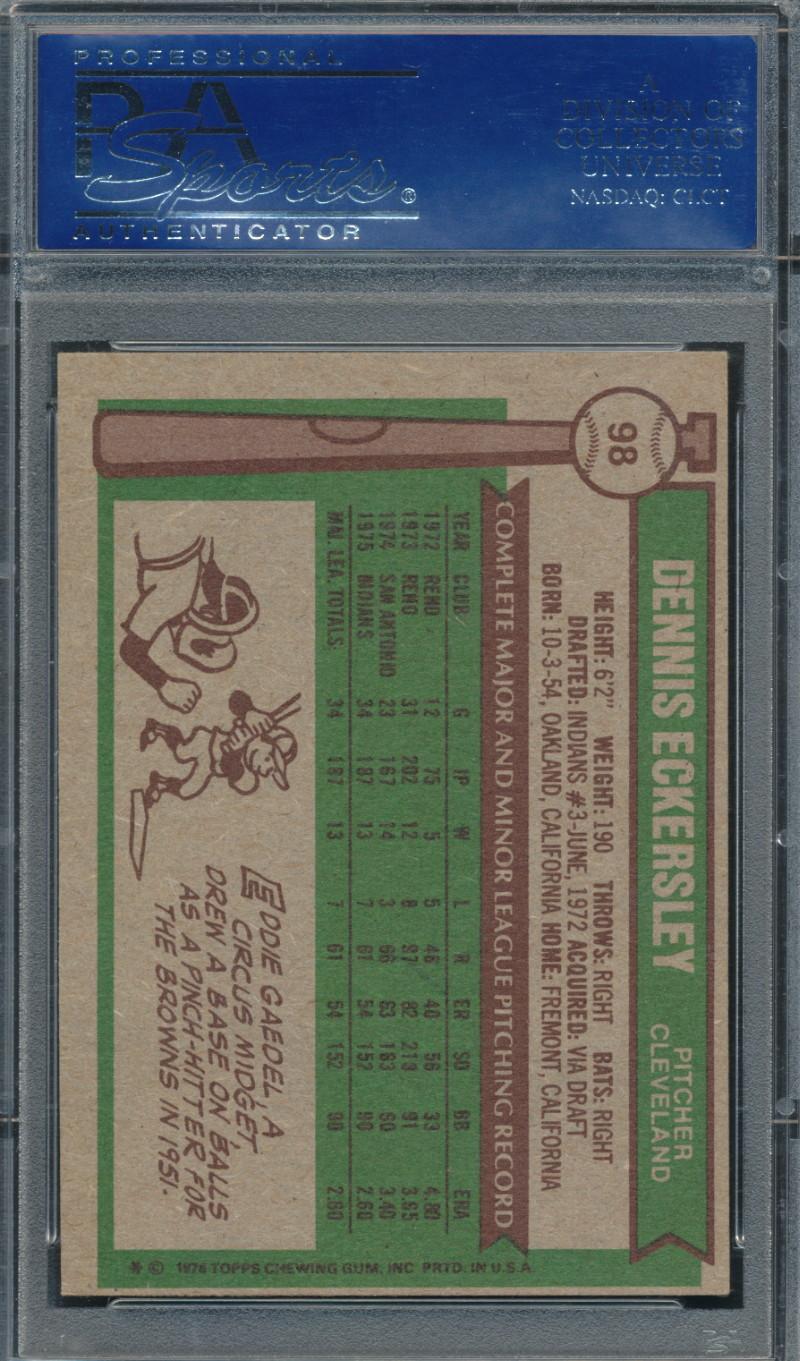 PROFESSIONAL
PSA
Sports®
AUTHENTICATOR
A
DIVISION OF
COLLECTORS
UNIVERSE
NASDAQ: CLCT
98
DENNIS ECKERSLEY
PITCHER
CLEVELAND
HEIGHT: 6'2" WEIGHT: 190 THROWS: RIGHT BATS: RIGHT
DRAFTED: INDIANS #3-JUNE, 1972 ACQUIRED: VIA DRAFT
BORN: 10-3-54, OAKLAND, CALIFORNIA HOME: FREMONT, CALIFORNIA
COMPLETE MAJOR AND MINOR LEAGUE PITCHING RECORD
YEAR CLUB G IP W L R ER SO BB ERA
1972 RENO 12 75 5 5 46 40 56 33 4.80
1973 RENO 31 202 12 8 97 82 218 91 3.65
1974 SAN ANTONIO 23 167 14 3 66 63 163 60 3.40
1975 INDIANS 34 187 13 7 61 54 152 90 2.60
MAJ. LEA. TOTALS 34 187 13 7 61 54 152 90 2.60
EDDIE GAEDEL, A
CIRCUS MIDGET,
DREW A BASE ON BALLS
AS A PINCH-HITTER FOR
THE BROWNS IN 1951.
* © 1976 TOPPS CHEWING GUM, INC PRTD. IN U.S.A.